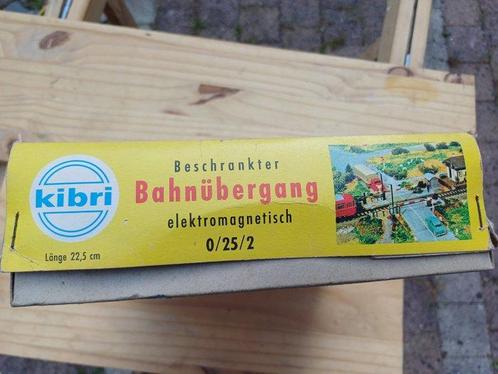 kibri
Länge 22,5 cm
Beschrankter
Bahnübergang
elektromagnetisch
0/25/2